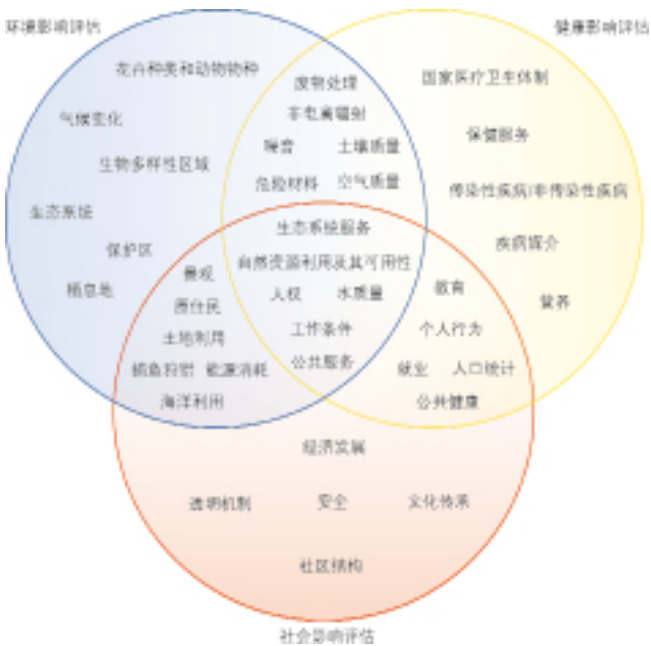 环境影响评估
健康影响评估
花卉种类和动物物种
废物处理
国家医疗卫生体制
非电离辐射
气候变化
保健服务
噪音
土壤质量
生物多样性区域
危险材料
空气质量
传染性疾病/非传染性疾病
生态系统
生态系统服务
疾病媒介
保护区
自然资源利用及其可用性
景观
教育
栖息地
人权
水质量
营养
原住民
工作条件
个人行为
土地利用
公共服务
捕鱼狩猎
能源消耗
就业
人口统计
海洋利用
公共健康
经济发展
透明机制
安全
文化传承
社区结构
社会影响评估